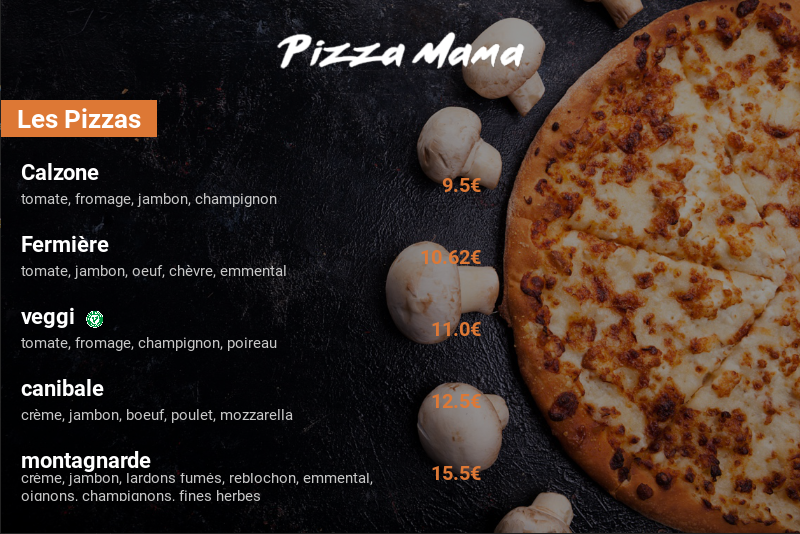 Pizza Mama
Les Pizzas
Calzone
tomate, fromage, jambon, champignon
9.5€
Fermière
tomate, jambon, oeuf, chèvre, emmental
10.62€
veggi
tomate, fromage, champignon, poireau
11.0€
canibale
crème, jambon, boeuf, poulet, mozzarella
12.5€
montagnarde
crème, jambon, lardons fumés, reblochon, emmental,
oignons, champignons, fines herbes
15.5€